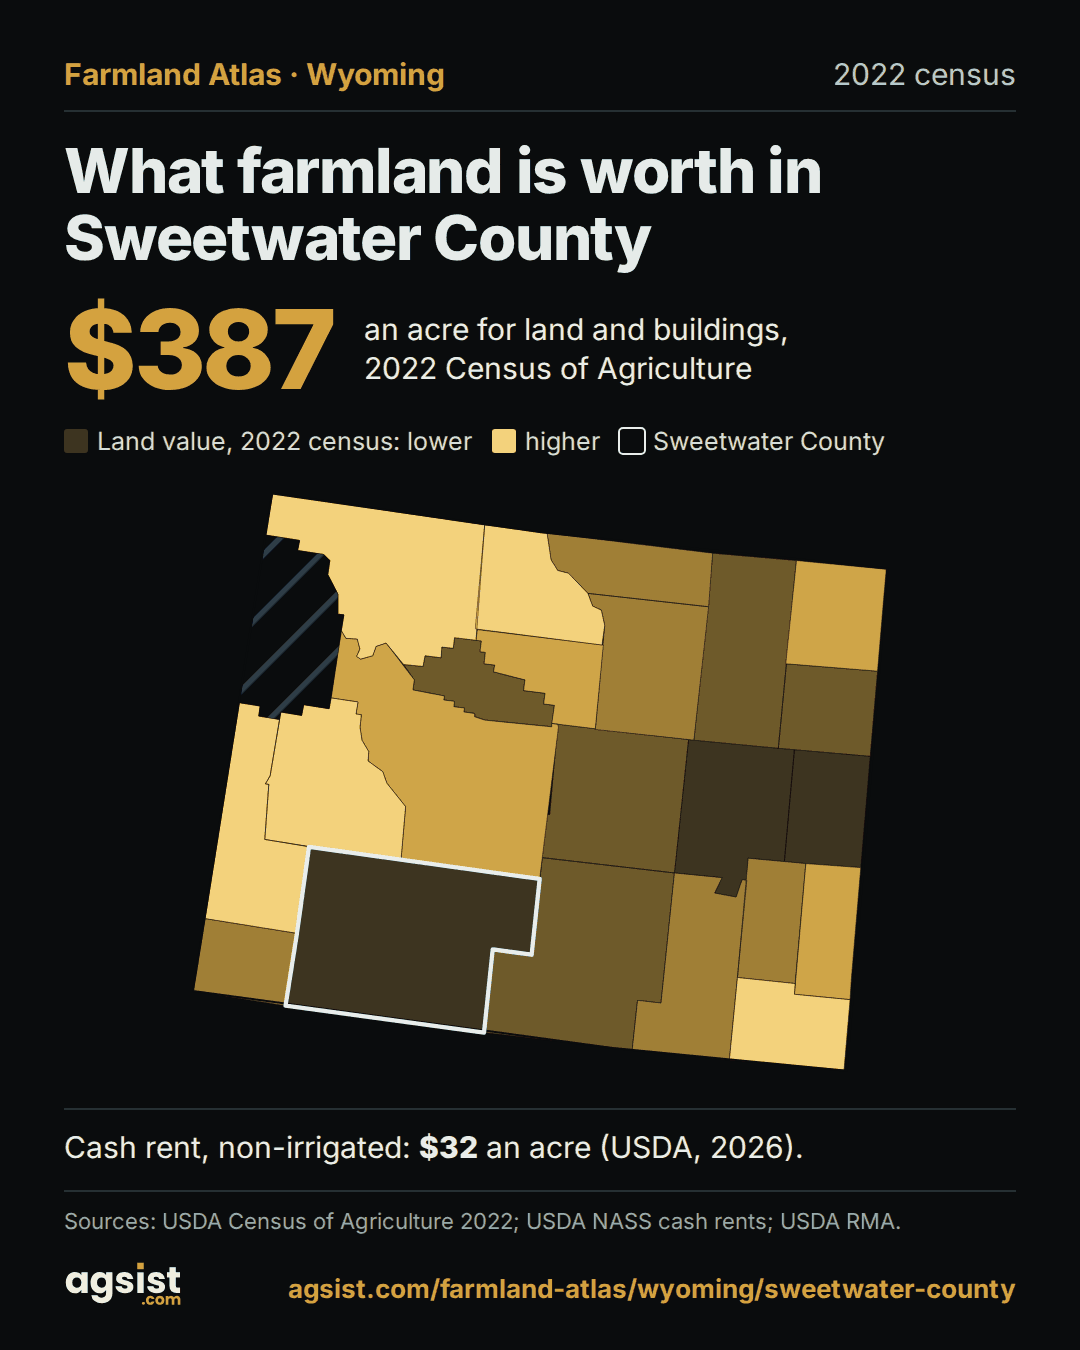 Farmland Atlas · Wyoming
2022 census
What farmland is worth in
Sweetwater County
$387
an acre for land and buildings,
2022 Census of Agriculture
Land value, 2022 census: lower
higher
Sweetwater County
Cash rent, non-irrigated: $32 an acre (USDA, 2026).
Sources: USDA Census of Agriculture 2022; USDA NASS cash rents; USDA RMA.
agsist
.com
agsist.com/farmland-atlas/wyoming/sweetwater-county